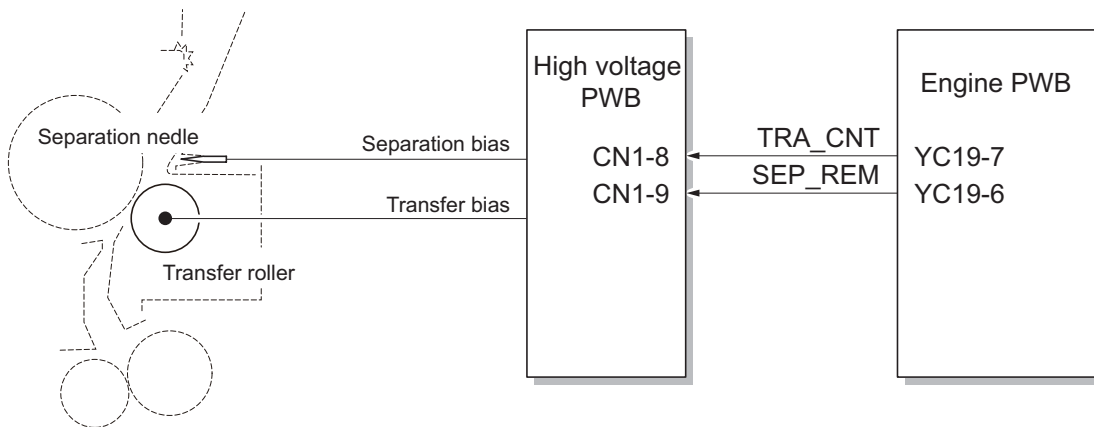 High voltage
PWB
Engine PWB
Separation nedle
Separation bias
CN1-8
TRA_CNT
YC19-7
CN1-9
SEP_REM
YC19-6
Transfer bias
Transfer roller